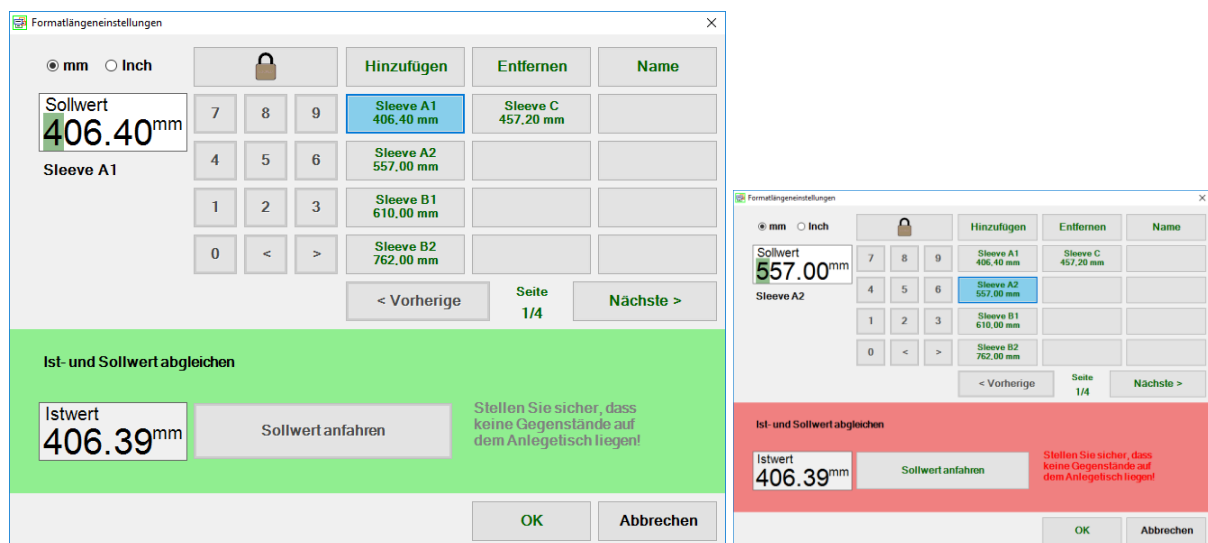 Formatlängeneinstellungen
mm Inch Hinzufügen Entfernen Name
Sollwert
406.40mm
Sleeve A1
7 8 9
4 5 6
1 2 3
0 < >
Sleeve A1
406,40 mm
Sleeve C
457,20 mm
Sleeve A2
557,00 mm
Sleeve B1
610,00 mm
Sleeve B2
762,00 mm
< Vorherige
Seite
1/4
Nächste >
Ist- und Sollwert abgleichen
Istwert
406.39mm
Sollwert anfahren
Stellen Sie sicher, dass
keine Gegenstände auf
dem Anlegetisch liegen!
OK Abbrechen
Formatlängeneinstellungen
mm Inch Hinzufügen Entfernen Name
Sollwert
557.00mm
Sleeve A2
7 8 9
4 5 6
1 2 3
0 < >
Sleeve A1
406,40 mm
Sleeve C
457,20 mm
Sleeve A2
557,00 mm
Sleeve B1
610,00 mm
Sleeve B2
762,00 mm
< Vorherige
Seite
1/4
Nächste >
Ist- und Sollwert abgleichen
Istwert
406.39mm
Sollwert anfahren
Stellen Sie sicher, dass
keine Gegenstände auf
dem Anlegetisch liegen!
OK Abbrechen